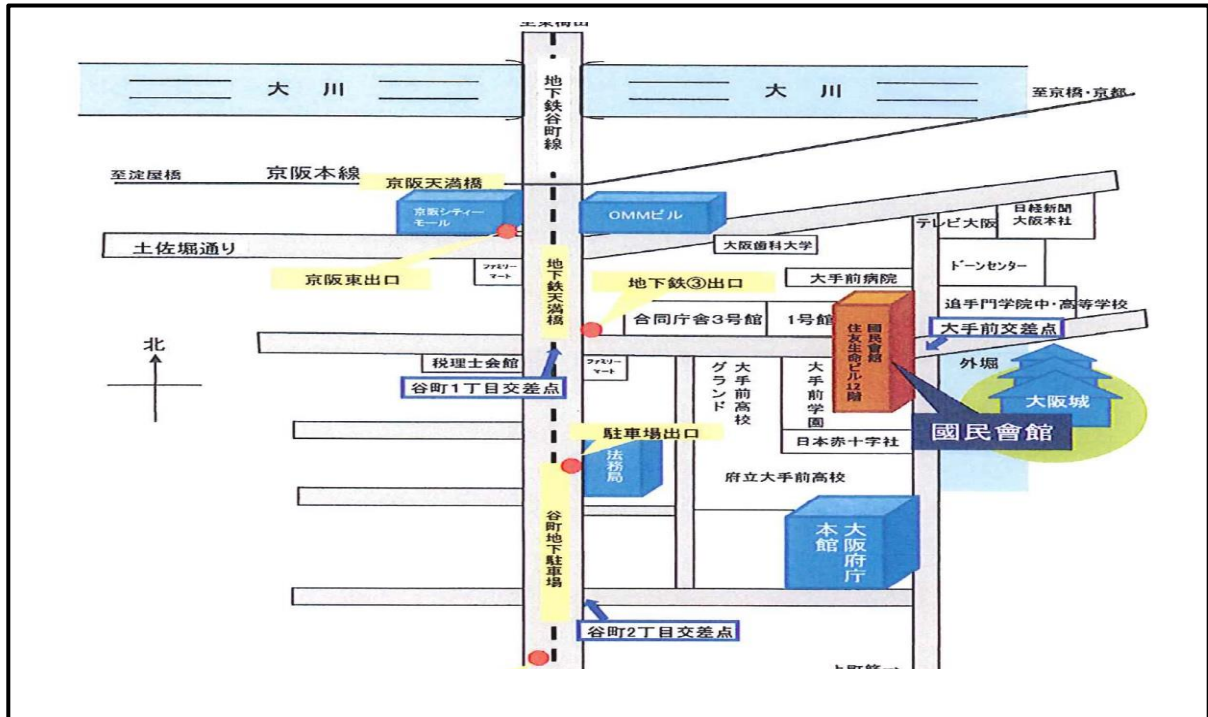 大川
大川
地下鉄谷町線
至京橋・京都
至淀屋橋
京阪本線
京阪天満橋
京阪シティー
モール
OMMビル
テレビ大阪
日経新聞
大阪本社
土佐堀通り
大阪歯科大学
京阪東出口
ファミリー
マート
地下鉄天満橋
地下鉄③出口
大手前病院
ドーンセンター
合同庁舎3号館
1号館
追手門学院中・高等学校
國民會館
住友生命ビル12階
大手前交差点
北
税理士会館
ファミリー
マート
谷町1丁目交差点
大手前高校
グランド
大手前学園
外堀
大阪城
國民會館
日本赤十字社
駐車場出口
法務局
府立大手前高校
谷町地下駐車場
大阪府庁
本館
谷町2丁目交差点